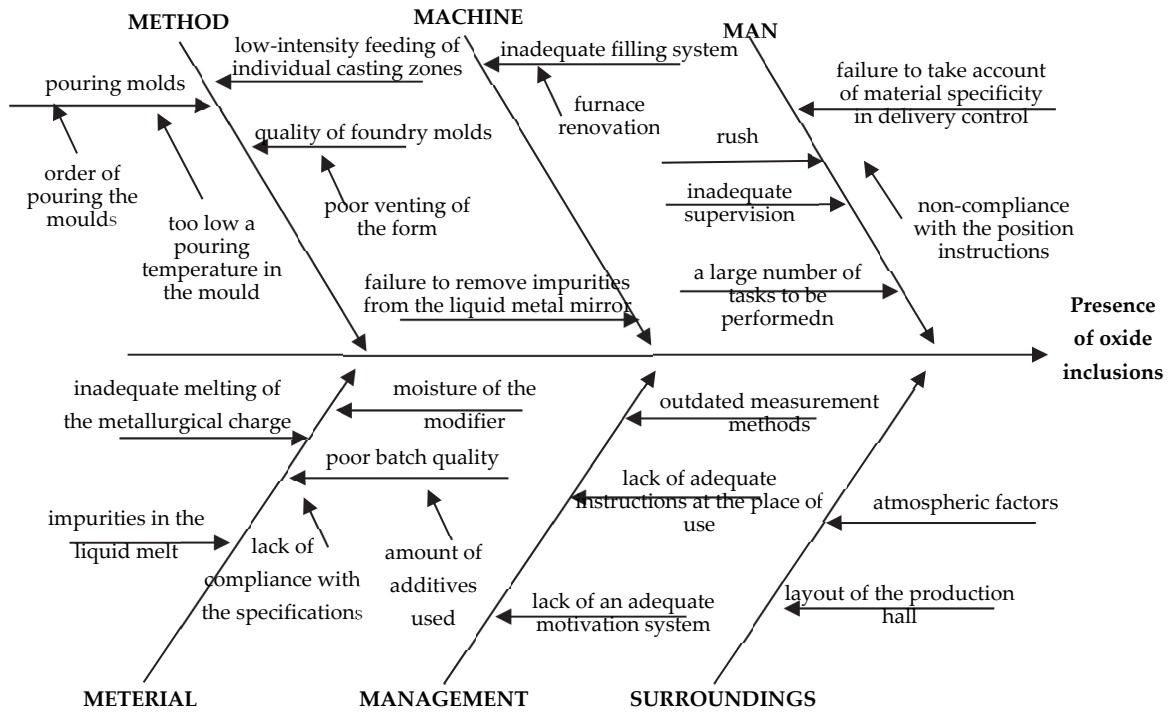 METHOD
MACHINE
MAN
low-intensity feeding of
individual casting zones
pouring molds
quality of foundry molds
order of
pouring the
moulds
too low a
pouring
temperature in
the mould
poor venting of
the form
inadequate filling system
furnace
renovation
failure to remove impurities
from the liquid metal mirror
failure to take account
of material specificity
in delivery control
rush
inadequate
supervision
non-compliance
with the position
instructions
a large number of
tasks to be
performedn
Presence
of oxide
inclusions
inadequate melting of
the metallurgical charge
moisture of the
modifier
poor batch quality
impurities in the
liquid melt
lack of
compliance with
the specifications
amount of
additives
used
outdated measurement
methods
lack of adequate
instructions at the place of
use
lack of an adequate
motivation system
atmospheric factors
layout of the production
hall
METERIAL
MANAGEMENT
SURROUNDINGS